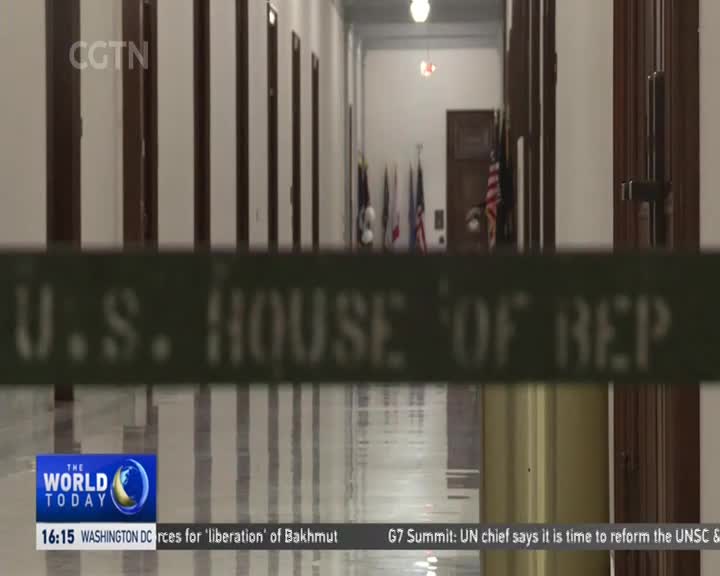 CGTN
U.S. HOUSE OF REP
THE
WORLD
TODAY
16:15 WASHINGTON DC orces for 'liberation' of Bakhmut G7 Summit: UN chief says it is time to reform the UNSC &